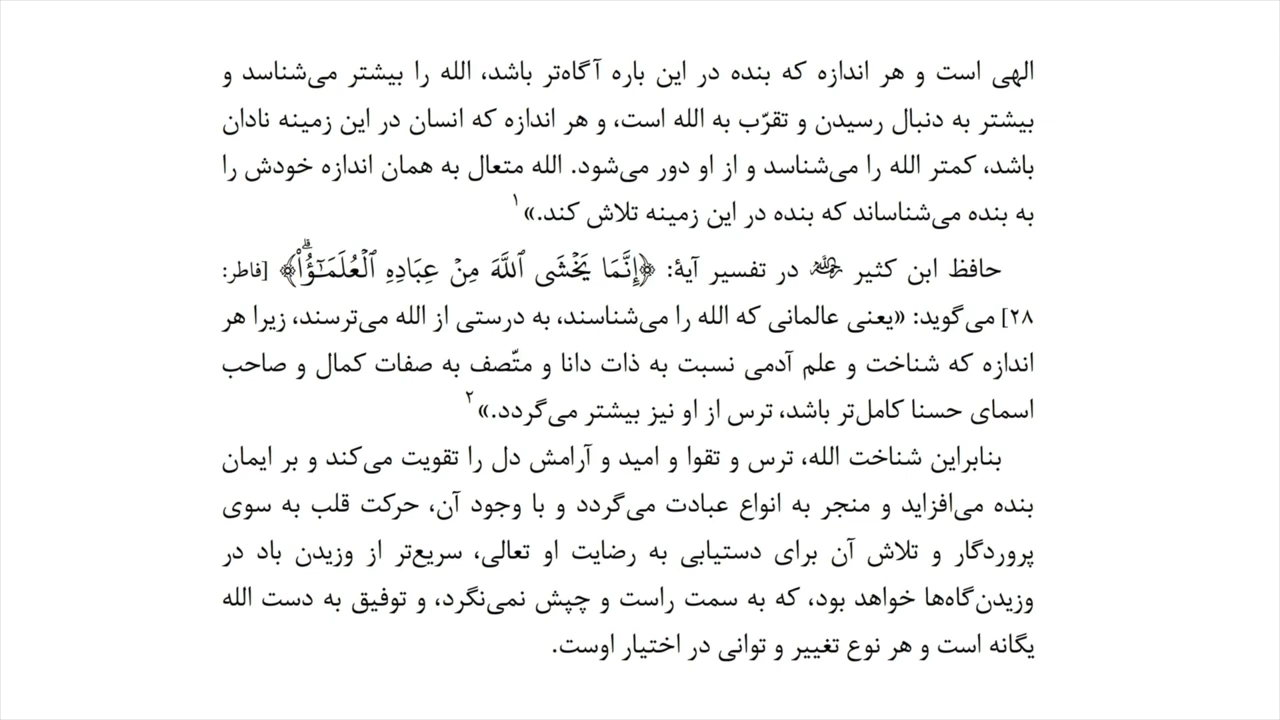 الهی است و هر اندازه که بنده در این باره آگاه‌تر باشد، الله را بیشتر می‌شناسد و
بیشتر به دنبال رسیدن و تقرّب به الله است، و هر اندازه که انسان در این زمینه نادان
باشد، کمتر الله را می‌شناسد و از او دور می‌شود. الله متعال به همان اندازه خودش را
به بنده می‌شناساند که بنده در این زمینه تلاش کند.»۱
حافظ ابن کثیر رحمه‌الله در تفسیر آیۀ: ﴿إِنَّمَا يَخۡشَى ٱللَّهَ مِنۡ عِبَادِهِ ٱلۡعُلَمَٰٓؤُاْۗ﴾ [فاطر:
۲۸] می‌گوید: «یعنی عالمانی که الله را می‌شناسند، به درستی از الله می‌ترسند، زیرا هر
اندازه که شناخت و علم آدمی نسبت به ذات دانا و متّصف به صفات کمال و صاحب
اسمای حسنا کامل‌تر باشد، ترس از او نیز بیشتر می‌گردد.»۲
بنابراین شناخت الله، ترس و تقوا و امید و آرامش دل را تقویت می‌کند و بر ایمان
بنده می‌افزاید و منجر به انواع عبادت می‌گردد و با وجود آن، حرکت قلب به سوی
پروردگار و تلاش آن برای دستیابی به رضایت او تعالی، سریع‌تر از وزیدن باد در
وزیدن‌گاه‌ها خواهد بود، که به سمت راست و چپش نمی‌نگرد، و توفیق به دست الله
یگانه است و هر نوع تغییر و توانی در اختیار اوست.